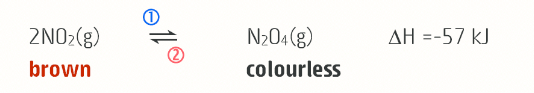 ①
2NO₂(g) ⇌ N₂O₄(g) ΔH =-57 kJ
②
brown colourless